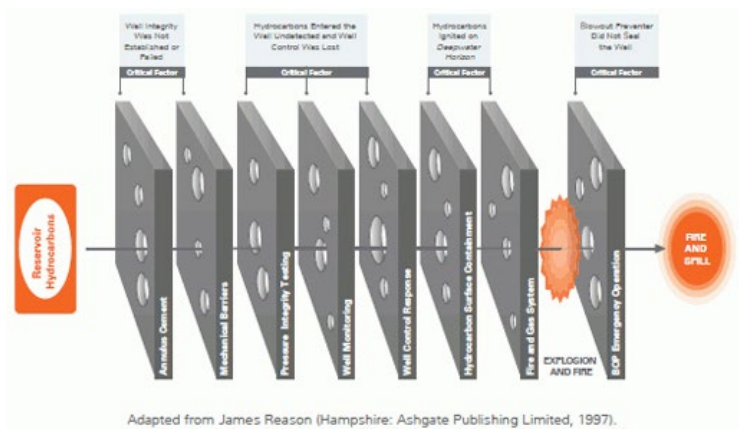 Well Integrity
Was Not
Established or
Failed
Critical Factor
Hydrocarbons Entered the
Well Undetected and Well
Control Was Lost
Critical Factor
Hydrocarbons
Ignited on
Deepwater
Horizon
Critical Factor
Blowout Preventer
Did Not Seal
the Well
Critical Factor
Reservoir
Hydrocarbons
Annulus Cement
Mechanical Barriers
Pressure Integrity Testing
Well Monitoring
Well Control Response
Hydrocarbon Surface Containment
Fire and Gas System
EXPLOSION
AND FIRE
BOP Emergency Operation
FIRE
AND
SPILL
Adapted from James Reason (Hampshire: Ashgate Publishing Limited, 1997).